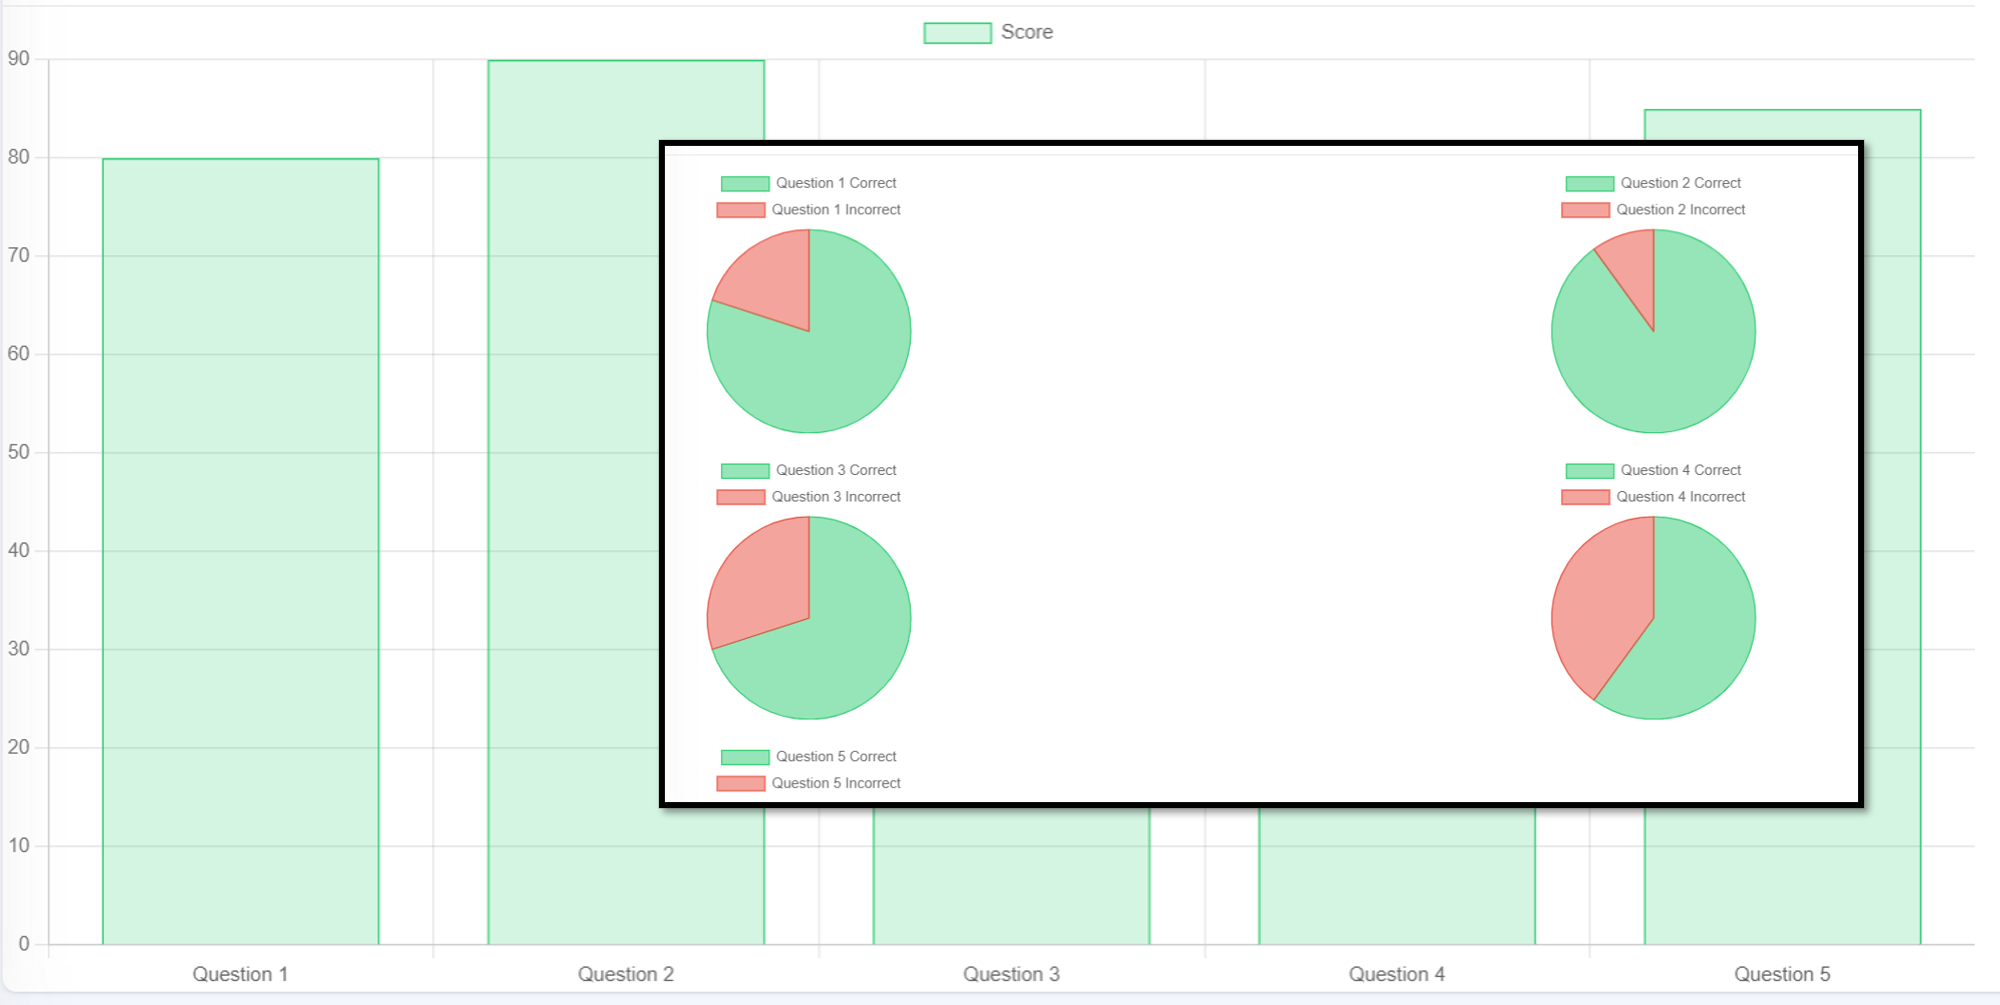 Score
90
80
70
60
50
40
30
20
10
0
Question 1 Correct
Question 1 Incorrect
Question 2 Correct
Question 2 Incorrect
Question 3 Correct
Question 3 Incorrect
Question 4 Correct
Question 4 Incorrect
Question 5 Correct
Question 5 Incorrect
Question 1
Question 2
Question 3
Question 4
Question 5